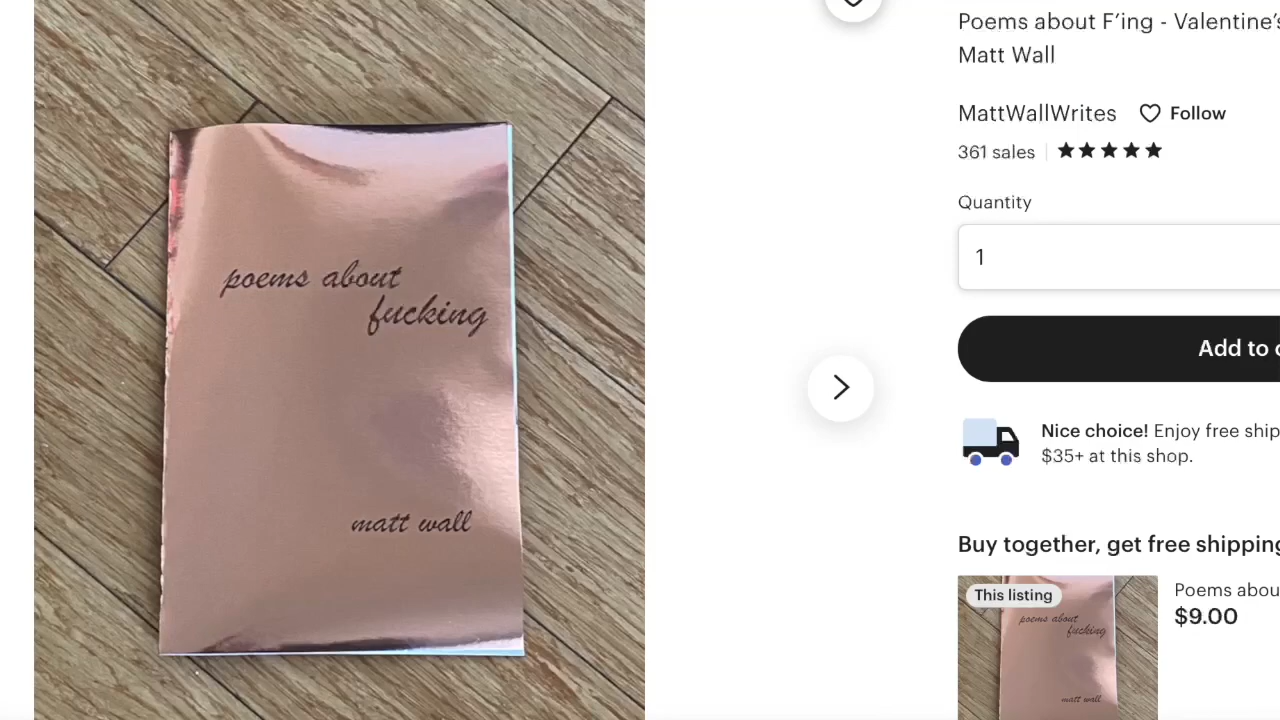 poems about
fucking
matt wall
Poems about F’ing - Valentine’s
Matt Wall
MattWallWrites Follow
361 sales
Quantity
1
Add to
Nice choice! Enjoy free ship
$35+ at this shop.
Buy together, get free shipping
This listing
poems about
fucking
matt wall
Poems abou
$9.00